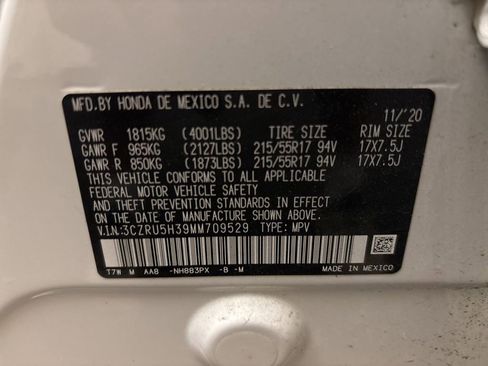 MFD.BY HONDA DE MEXICO S.A. DE C.V.
11/'20
GVWR 1815KG (4001LBS) TIRE SIZE RIM SIZE
GAWR F 965KG (2127LBS) 215/55R17 94V 17X7.5J
GAWR R 850KG (1873LBS) 215/55R17 94V 17X7.5J
THIS VEHICLE CONFORMS TO ALL APPLICABLE
FEDERAL MOTOR VEHICLE SAFETY
AND THEFT PREVENTION STANDARDS IN EFFECT
ON THE DATE OF MANUFACTURE SHOWN ABOVE.
V.I.N:3CZRU5H39MM709529 TYPE: MPV
T7W M AA8 -NH883PX -B -M
MADE IN MEXICO